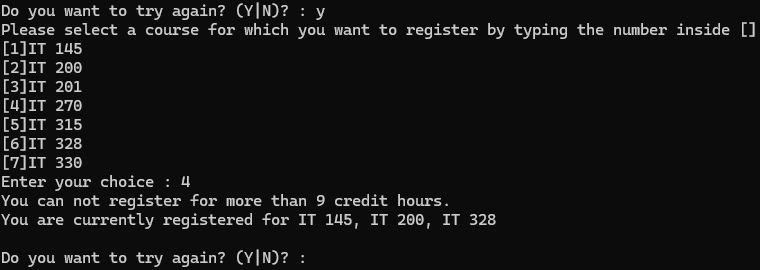 Do you want to try again? (Y|N)? : y
Please select a course for which you want to register by typing the number inside []
[1]IT 145
[2]IT 200
[3]IT 201
[4]IT 270
[5]IT 315
[6]IT 328
[7]IT 330
Enter your choice : 4
You can not register for more than 9 credit hours.
You are currently registered for IT 145, IT 200, IT 328
Do you want to try again? (Y|N)? :